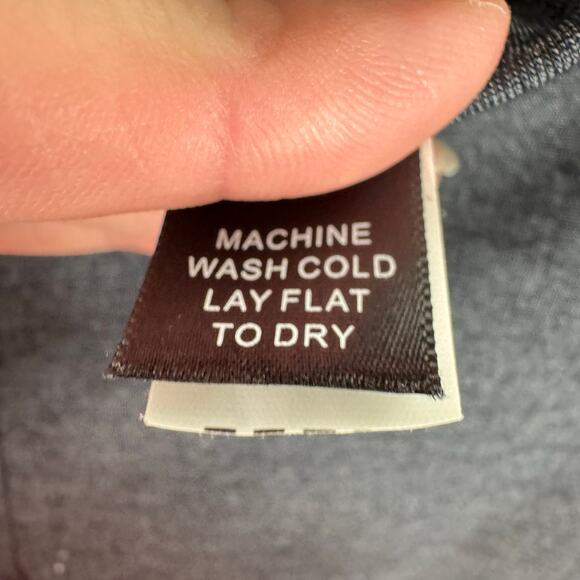 MACHINE
WASH COLD
LAY FLAT
TO DRY